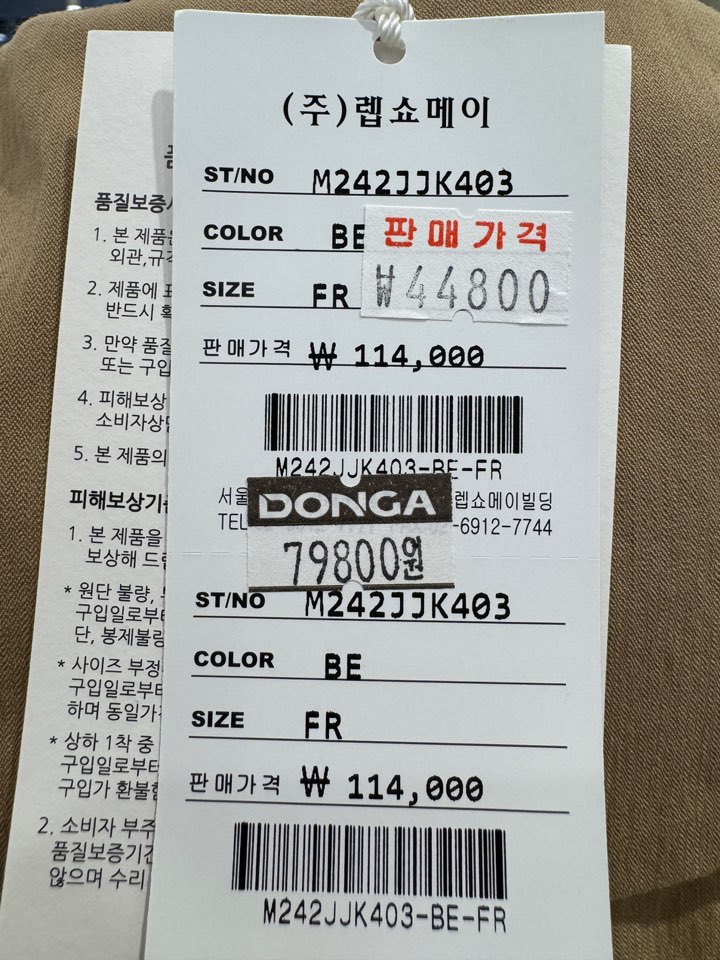 (주)렙쇼메이
ST/NO M242JJK403
COLOR BE
판매가격
SIZE FR
₩44800
판매가격 ₩ 114,000
M242JJK403-BE-FR
서울 렙쇼메이빌딩
DONGA
TEL -6912-7744
79800원
ST/NO M242JJK403
COLOR BE
SIZE FR
판매가격 ₩ 114,000
M242JJK403-BE-FR
품질보증
1. 본 제품은
외관,규격
2. 제품에
반드시
3. 만약 품질
또는 구입
4. 피해보상
소비자상담
5. 본 제품의
피해보상기준
1. 본 제품을
보상해
* 원단 불량,
구입일로부터
단, 봉제불량
* 사이즈 부정
구입일로부터
하며 동일가
* 상하 1착 중
구입일로부터
구입가 환불
2. 소비자 부주
품질보증기간
않으며 수리